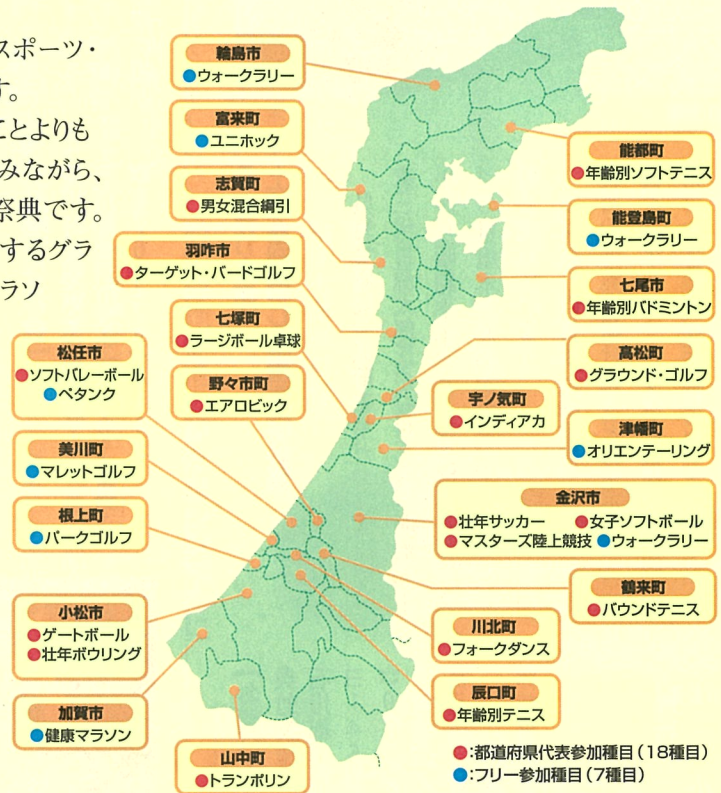 スポーツ・
す。
ことよりも
みながら、
祭典です。
するグラ
ラソ
輪島市
●ウォークラリー
富来町
●ユニホック
志賀町
●男女混合綱引
羽咋市
●ターゲット・バードゴルフ
七塚町
●ラージボール卓球
松任市
●ソフトバレーボール
●ペタンク
野々市町
●エアロビック
美川町
●マレットゴルフ
根上町
●パークゴルフ
小松市
●ゲートボール
●壮年ボウリング
加賀市
●健康マラソン
山中町
●トランポリン
能都町
●年齢別ソフトテニス
能登島町
●ウォークラリー
七尾市
●年齢別バドミントン
高松町
●グラウンド・ゴルフ
宇ノ気町
●インディアカ
津幡町
●オリエンテーリング
金沢市
●壮年サッカー ●女子ソフトボール
●マスターズ陸上競技 ●ウォークラリー
鶴来町
●バウンドテニス
川北町
●フォークダンス
辰口町
●年齢別テニス
●:都道府県代表参加種目(18種目)
●:フリー参加種目(7種目)